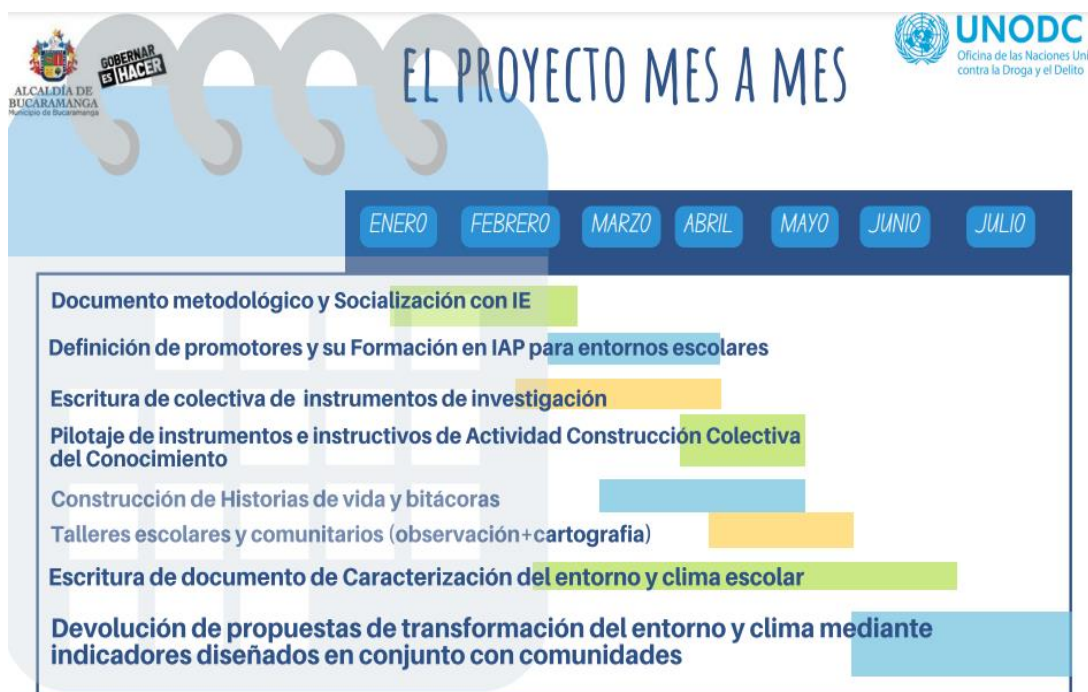 GOBERNAR
ES HACER
ALCALDÍA DE
BUCARAMANGA
Municipio de Bucaramanga
EL PROYECTO MES A MES
UNODC
Oficina de las Naciones Uni
contra la Droga y el Delito
ENERO FEBRERO MARZO ABRIL MAYO JUNIO JULIO
Documento metodológico y Socialización con IE
Definición de promotores y su Formación en IAP para entornos escolares
Escritura de colectiva de instrumentos de investigación
Pilotaje de instrumentos e instructivos de Actividad Construcción Colectiva
del Conocimiento
Construcción de Historias de vida y bitácoras
Talleres escolares y comunitarios (observación+cartografia)
Escritura de documento de Caracterización del entorno y clima escolar
Devolución de propuestas de transformación del entorno y clima mediante
indicadores diseñados en conjunto con comunidades